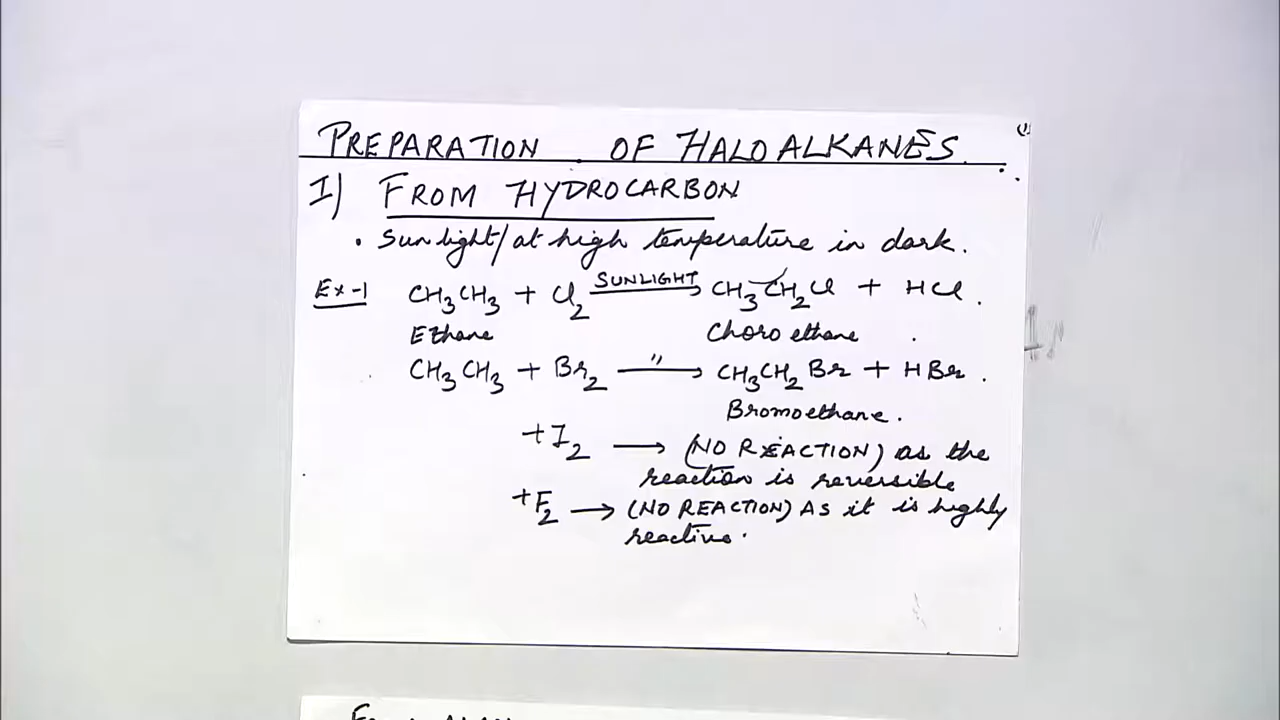 PREPARATION OF HALOALKANES.
I) FROM HYDROCARBON
• Sunlight/at high temperature in dark.
Ex-1 CH3CH3 + Cl2 SUNLIGHT → CH3CH2Cl + HCl.
Ethane Choro ethane
CH3CH3 + Br2 " → CH3CH2Br + HBr.
Bromoethane.
+I2 → (NO REACTION) as the
reaction is reversible
+F2 → (NO REACTION) As it is highly
reactive.